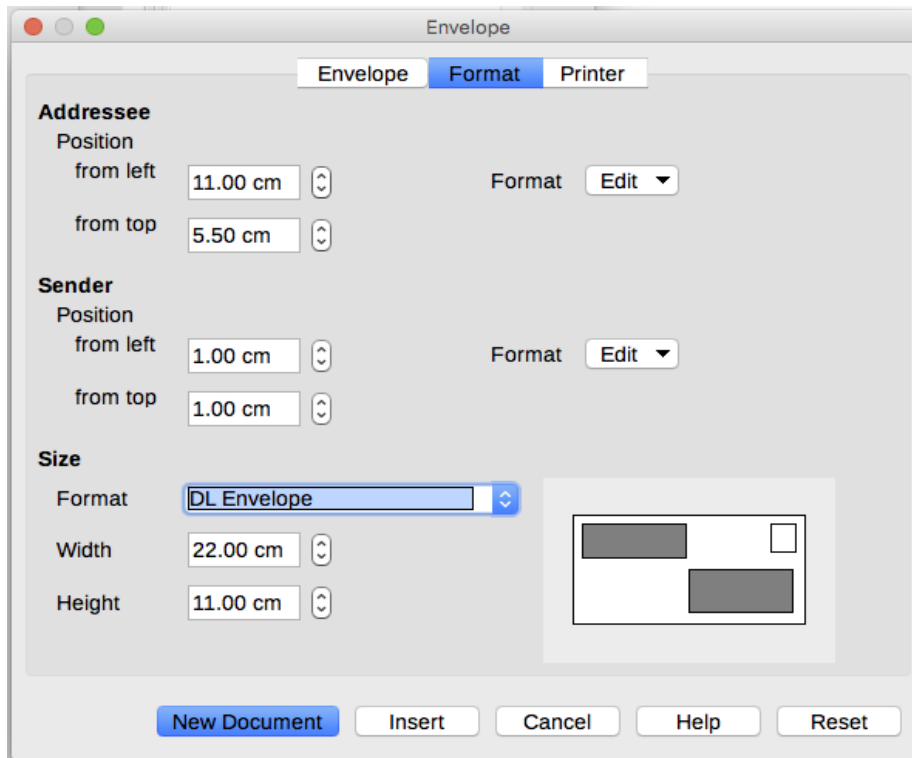 Envelope
Envelope Format Printer
Addressee
Position
from left 11.00 cm Format Edit
from top 5.50 cm
Sender
Position
from left 1.00 cm Format Edit
from top 1.00 cm
Size
Format DL Envelope
Width 22.00 cm
Height 11.00 cm
New Document Insert Cancel Help Reset